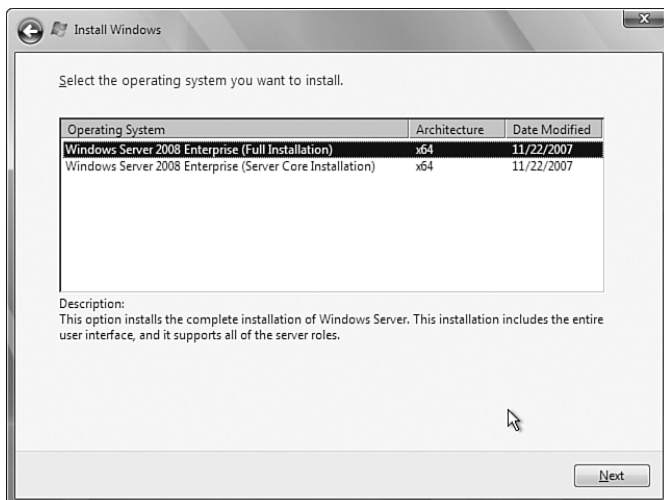 Install Windows
Select the operating system you want to install.
Operating System Architecture Date Modified
Windows Server 2008 Enterprise (Full Installation) x64 11/22/2007
Windows Server 2008 Enterprise (Server Core Installation) x64 11/22/2007
Description:
This option installs the complete installation of Windows Server. This installation includes the entire
user interface, and it supports all of the server roles.
Next